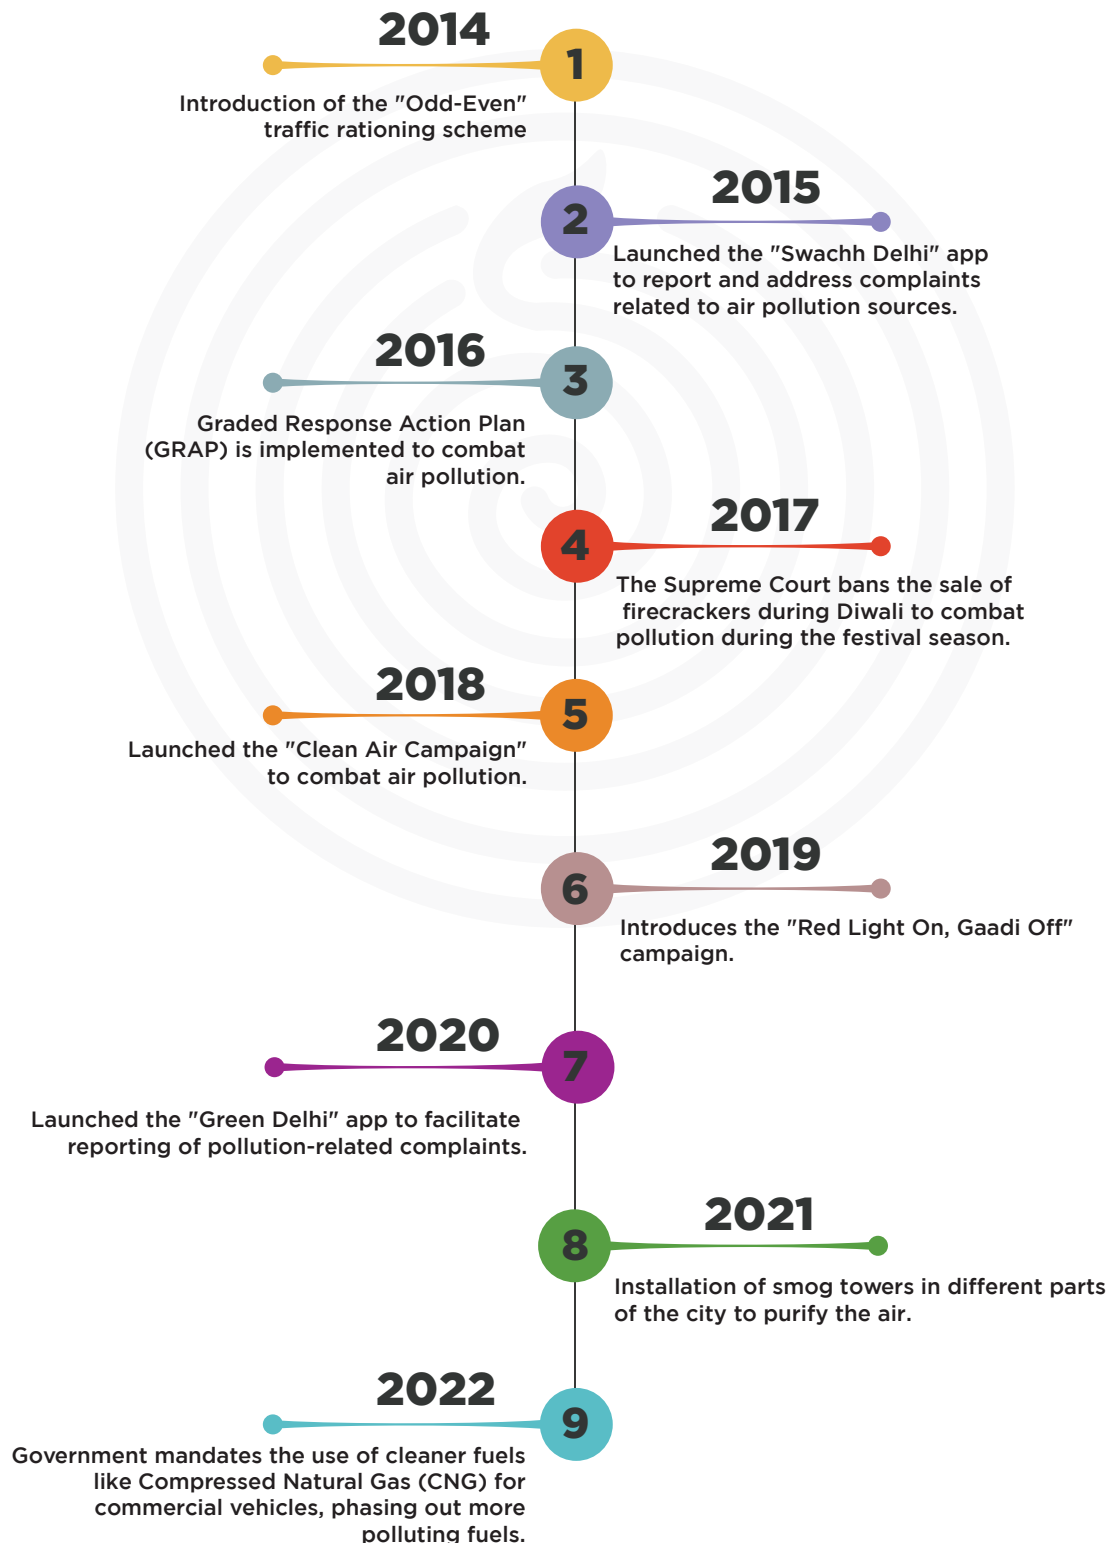 2014
1
Introduction of the "Odd-Even"
traffic rationing scheme
2015
2
Launched the "Swachh Delhi" app
to report and address complaints
related to air pollution sources.
2016
3
Graded Response Action Plan
(GRAP) is implemented to combat
air pollution.
2017
4
The Supreme Court bans the sale of
firecrackers during Diwali to combat
pollution during the festival season.
2018
5
Launched the "Clean Air Campaign"
to combat air pollution.
2019
6
Introduces the "Red Light On, Gaadi Off"
campaign.
2020
7
Launched the "Green Delhi" app to facilitate
reporting of pollution-related complaints.
2021
8
Installation of smog towers in different parts
of the city to purify the air.
2022
9
Government mandates the use of cleaner fuels
like Compressed Natural Gas (CNG) for
commercial vehicles, phasing out more
polluting fuels.